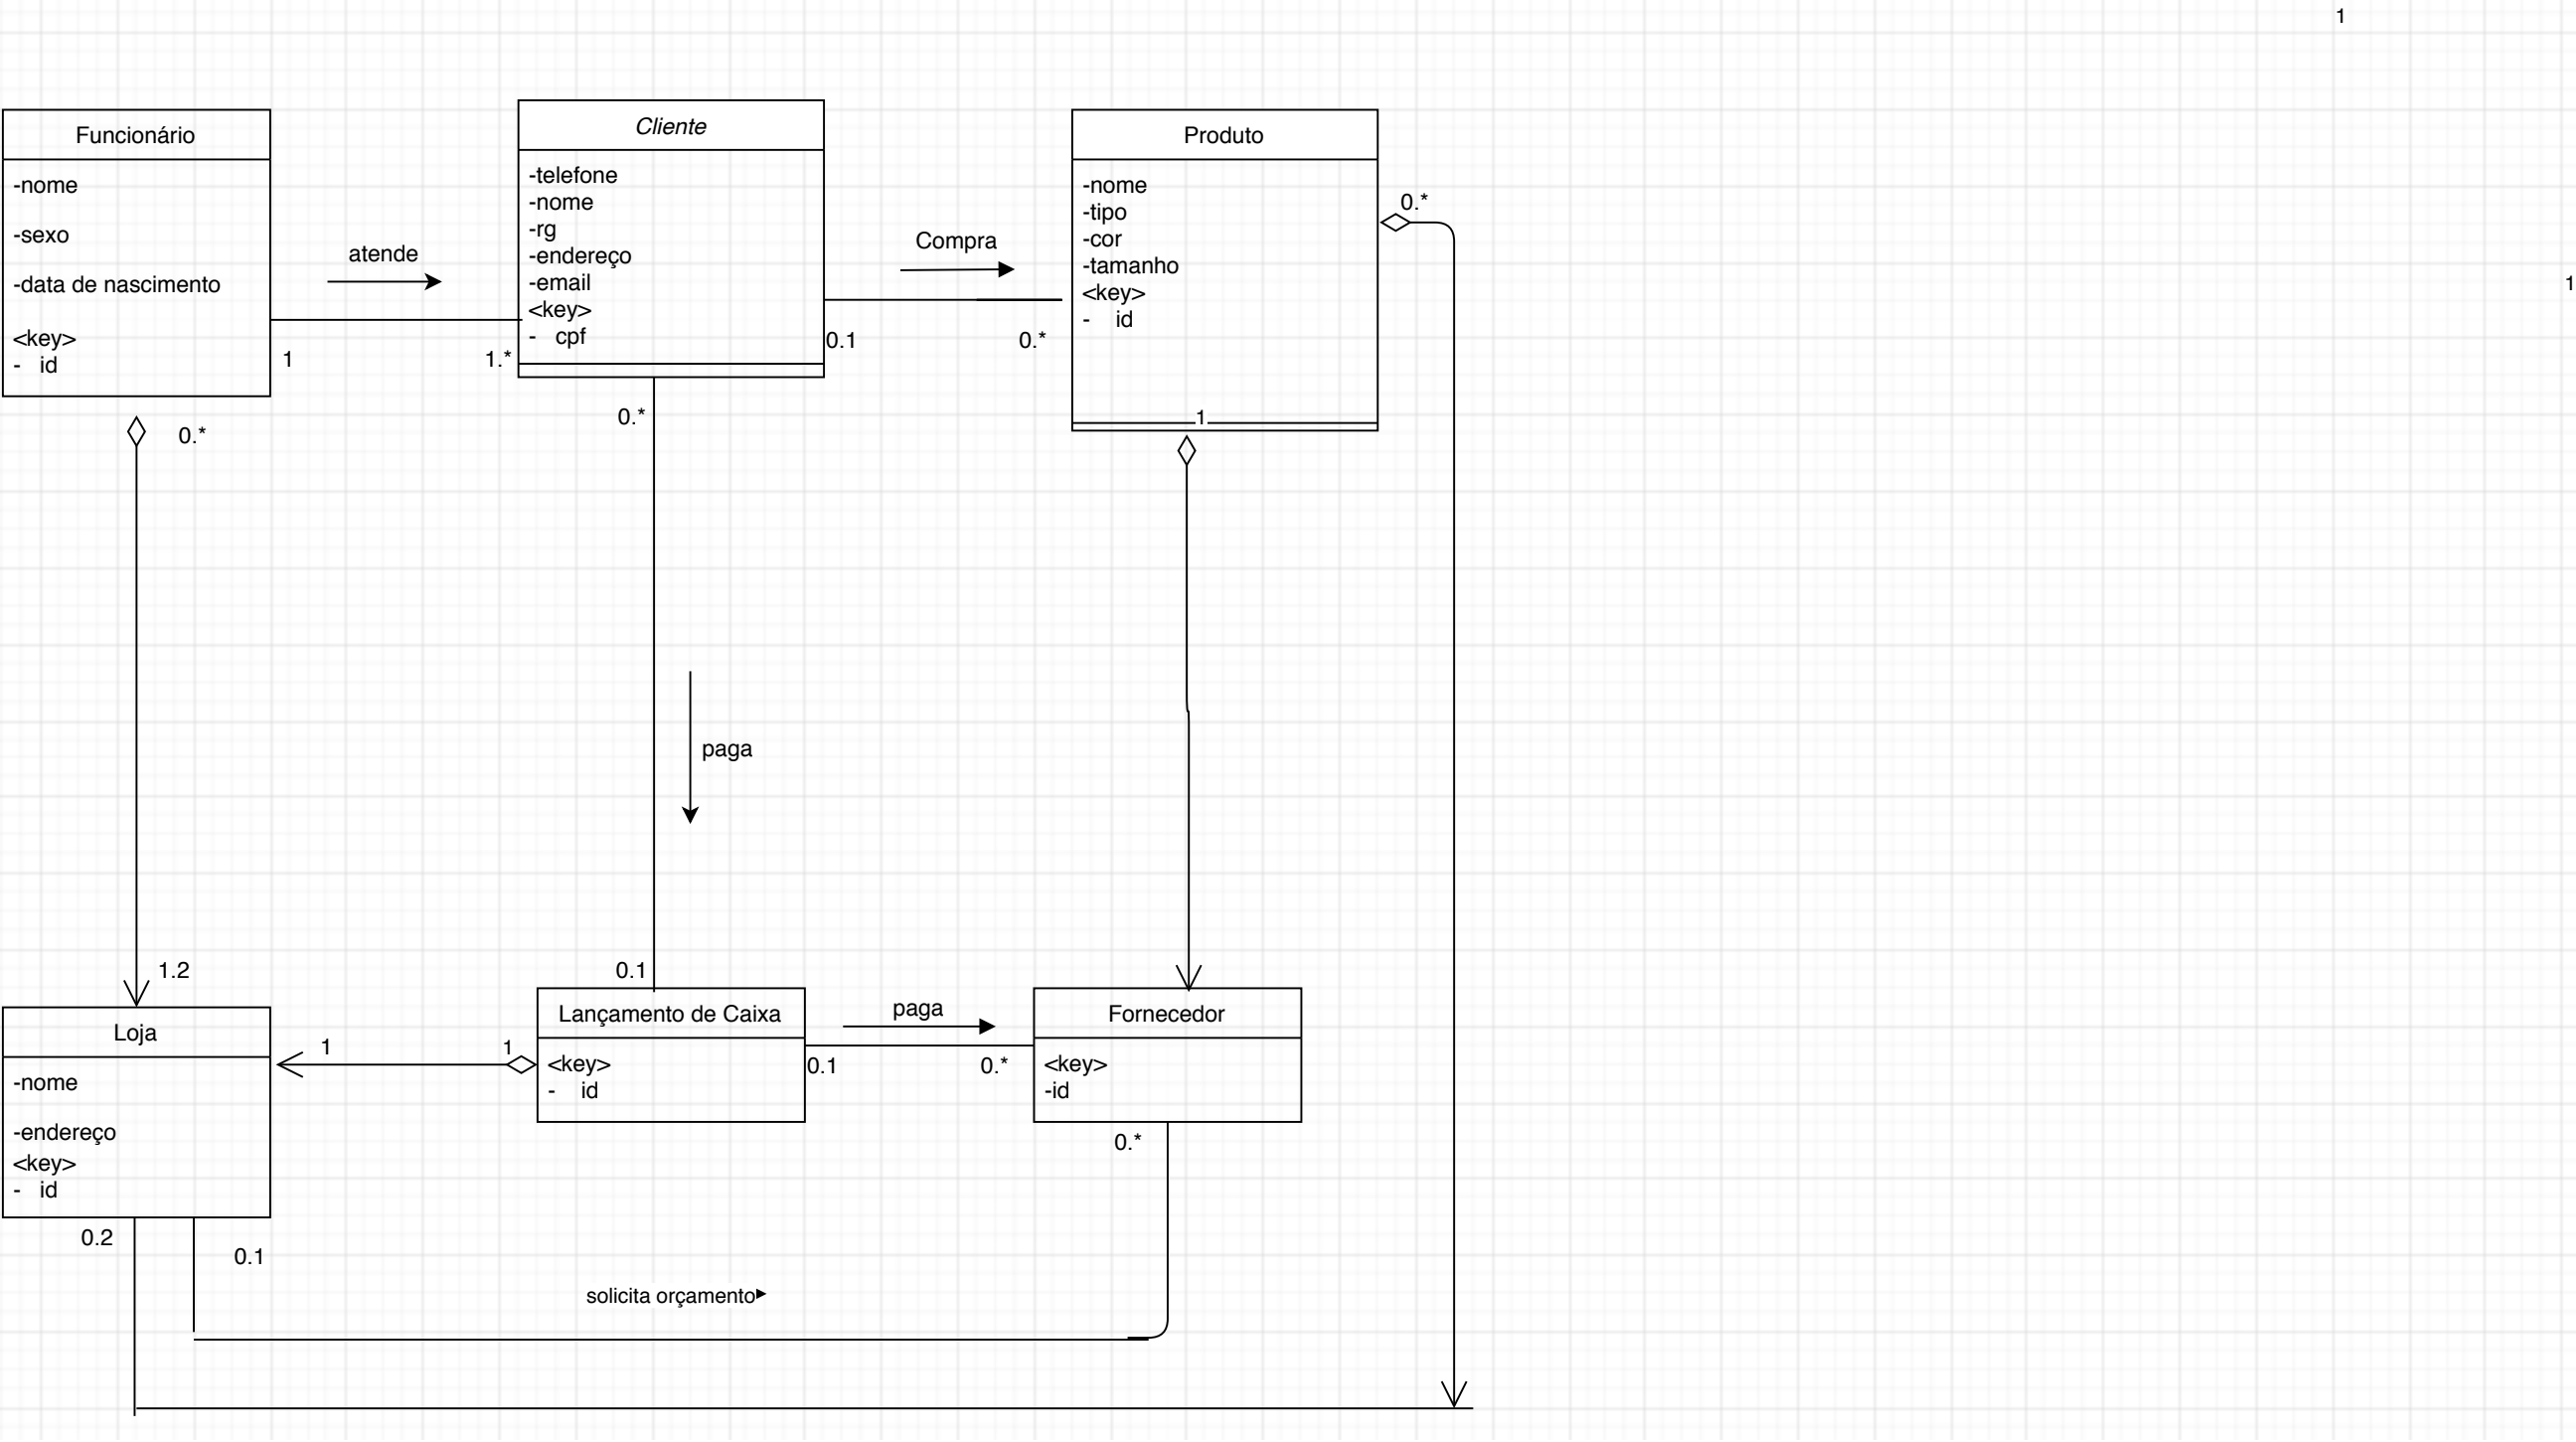 1
Funcionário
-nome
-sexo
-data de nascimento
<key>
-   id
atende
1
1.*
Cliente
-telefone
-nome
-rg
-endereço
-email
<key>
-   cpf
Compra
0.1
0.*
Produto
-nome
-tipo
-cor
-tamanho
<key>
-    id
1
0.*
1
0.*
0.*
paga
1.2
0.1
Loja
-nome
-endereço
<key>
-   id
1
1
Lançamento de Caixa
<key>
-    id
paga
0.1
0.*
Fornecedor
<key>
-id
0.*
0.2
0.1
solicita orçamento